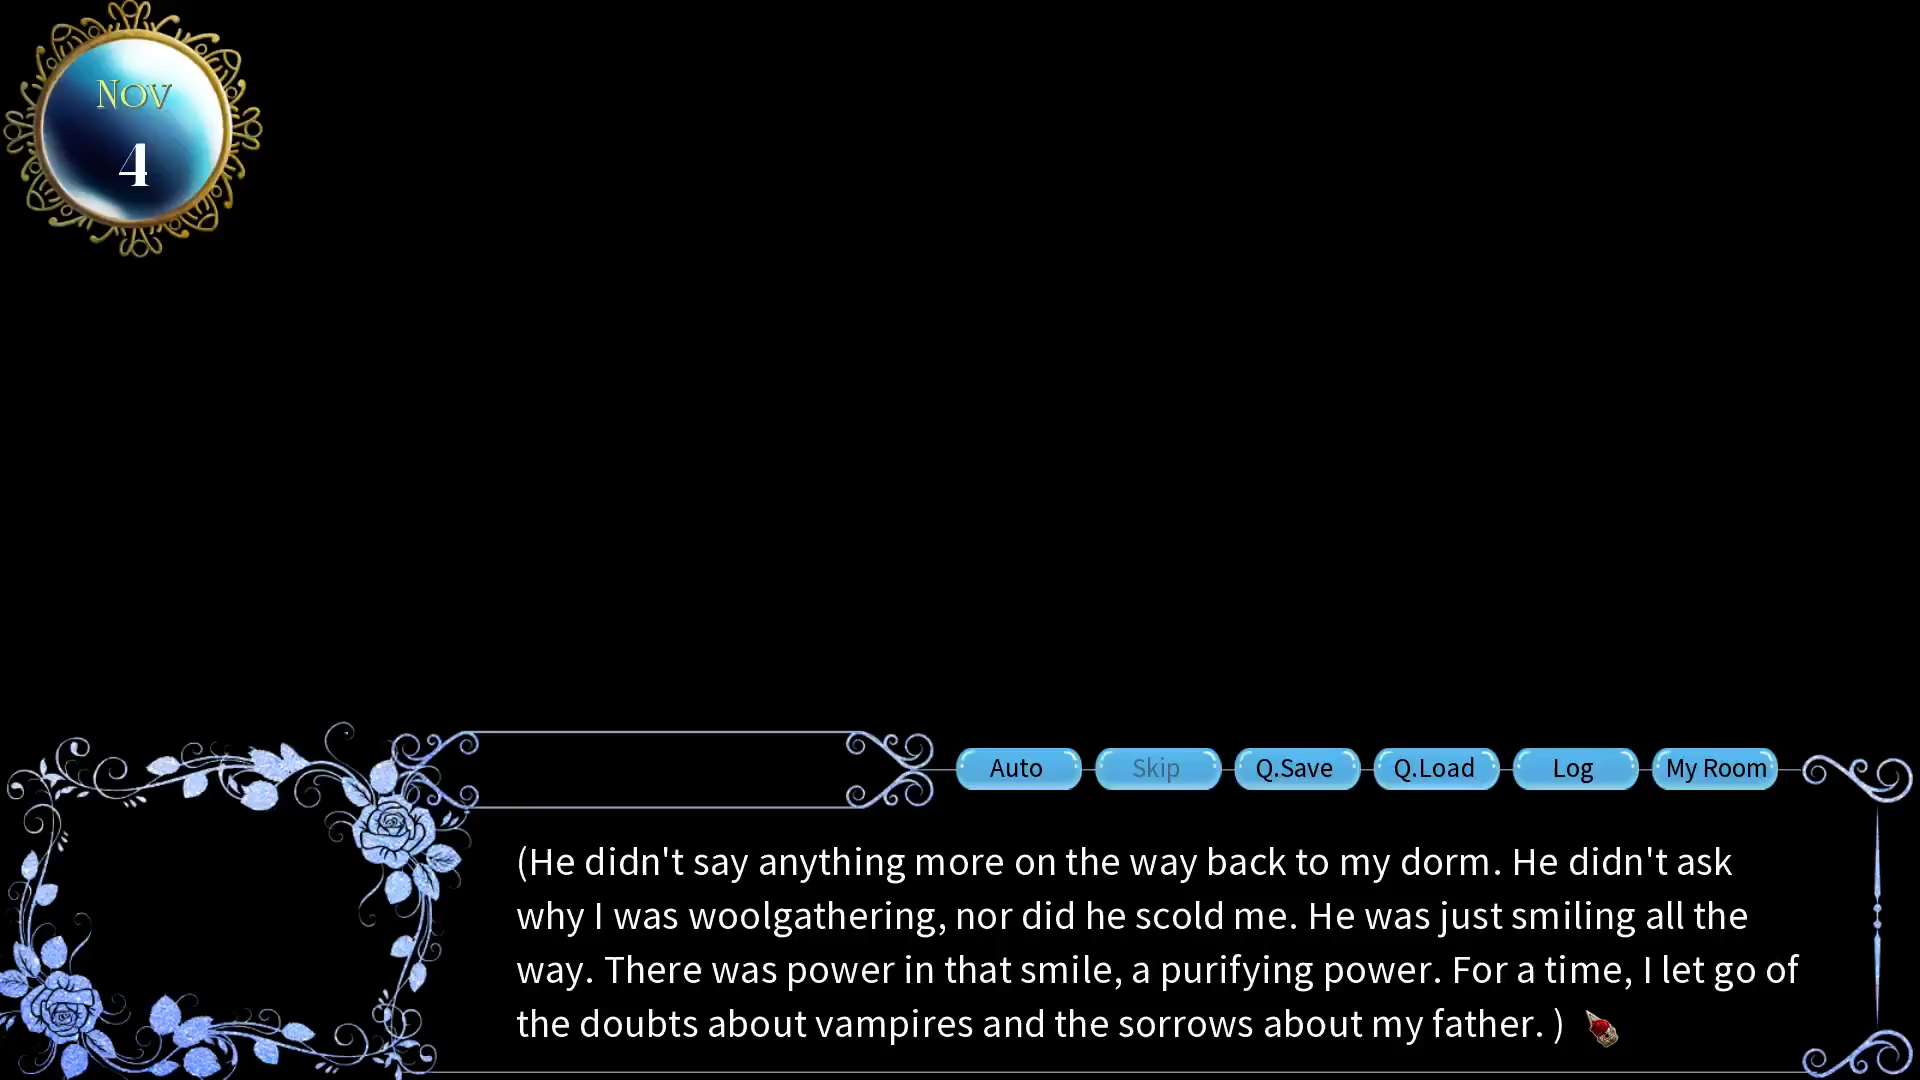 Nov
4
Auto Skip Q.Save Q.Load Log My Room
(He didn't say anything more on the way back to my dorm. He didn't ask
why I was woolgathering, nor did he scold me. He was just smiling all the
way. There was power in that smile, a purifying power. For a time, I let go of
the doubts about vampires and the sorrows about my father. )